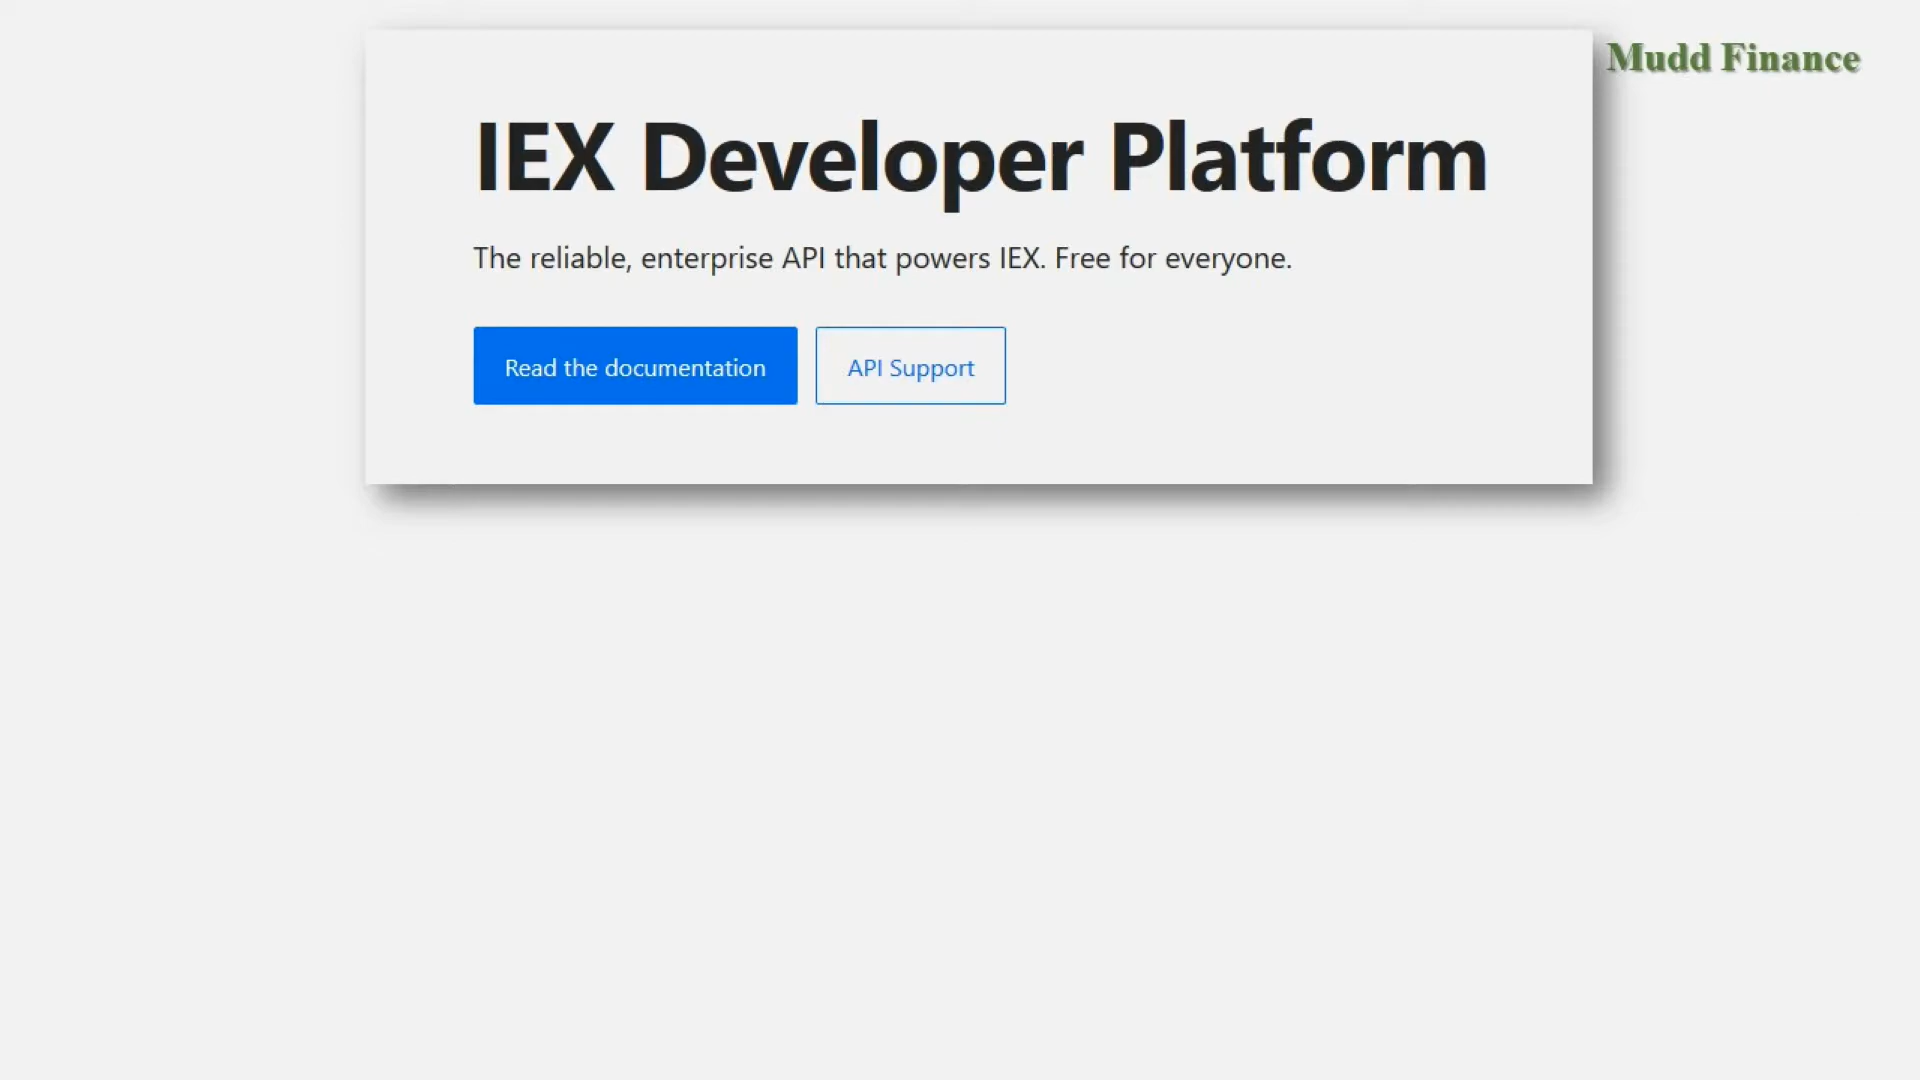 Mudd Finance
IEX Developer Platform
The reliable, enterprise API that powers IEX. Free for everyone.
Read the documentation
API Support